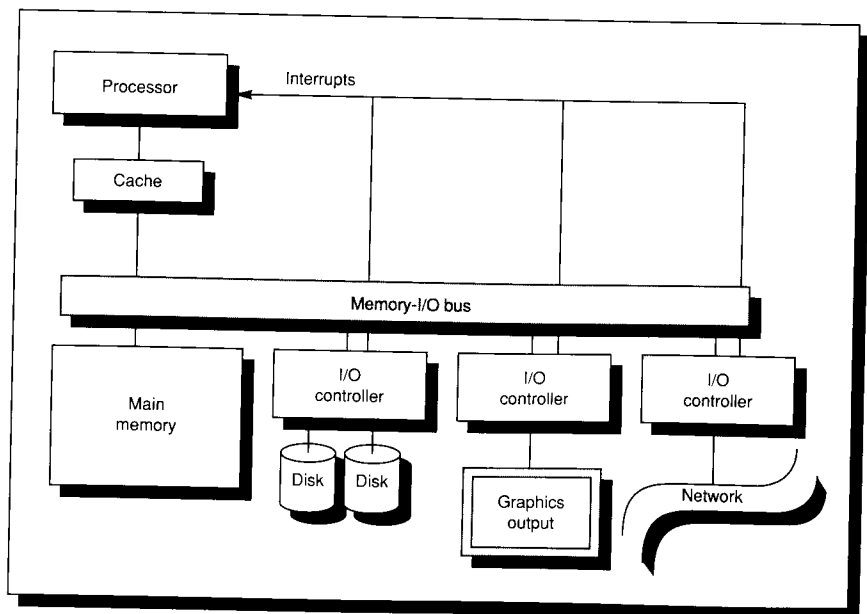 Interrupts
Processor
Cache
Memory-I/O bus
Main
memory
I/O
controller
I/O
controller
I/O
controller
Disk
Disk
Graphics
output
Network